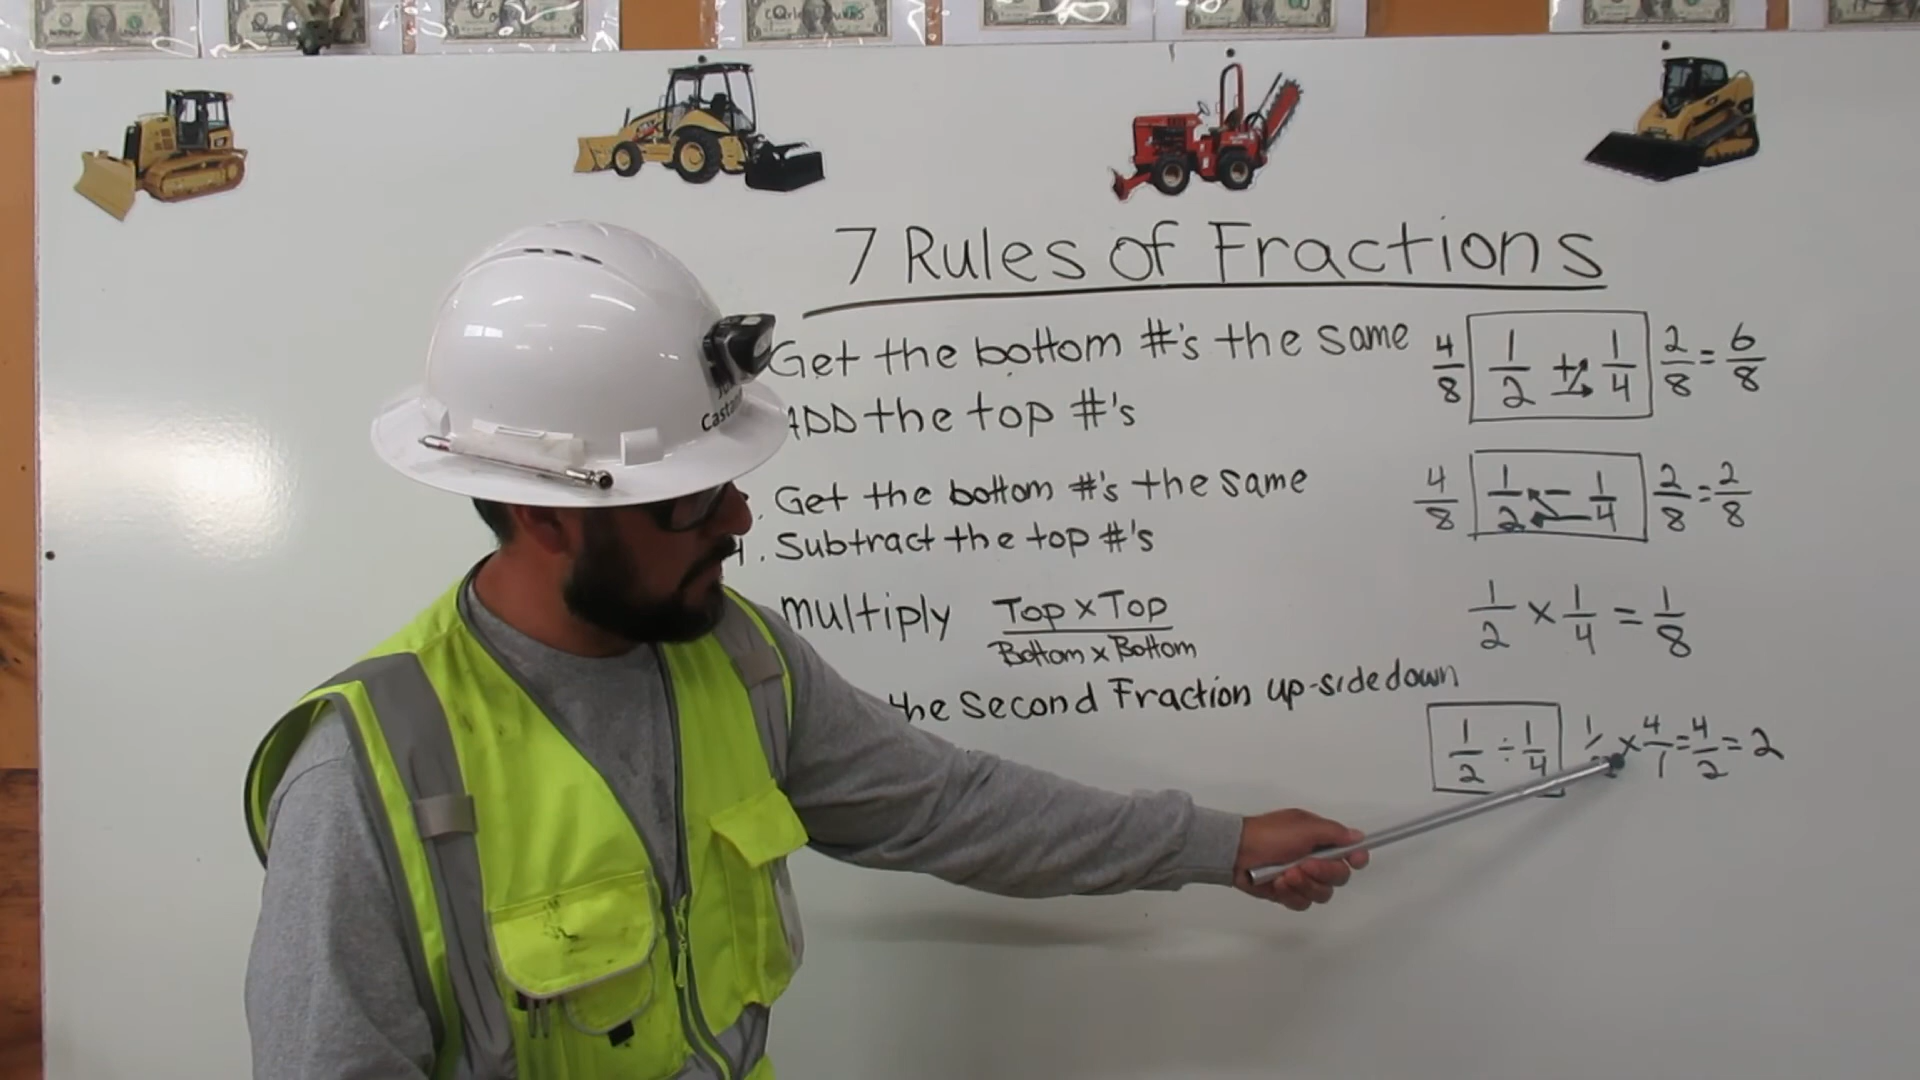 7 Rules of Fractions
Get the bottom #'s the same
4/8 1/2 + 1/4 2/8 = 6/8
ADD the top #'s
. Get the bottom #'s the same
4/8 1/2 - 1/4 2/8 = 2/8
4. Subtract the top #'s
multiply Top x Top / Bottom x Bottom
1/2 x 1/4 = 1/8
the Second Fraction up-side down
1/2 ÷ 1/4 1/2 x 4/1 = 4/2 = 2